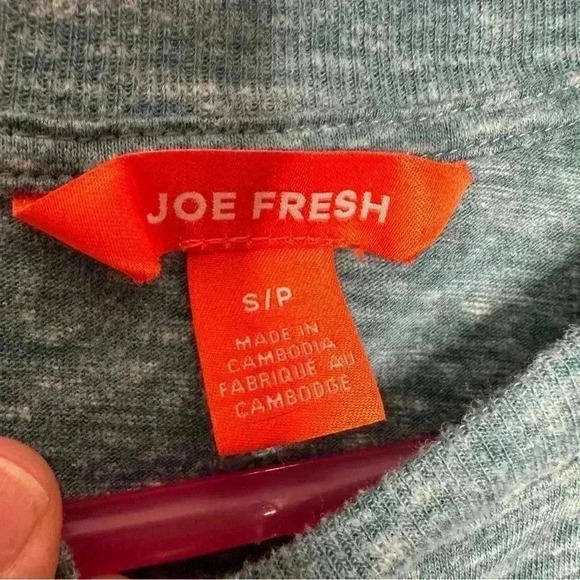 JOE FRESH
S/P
MADE IN
CAMBODIA
FABRIQUÉ AU
CAMBODGE